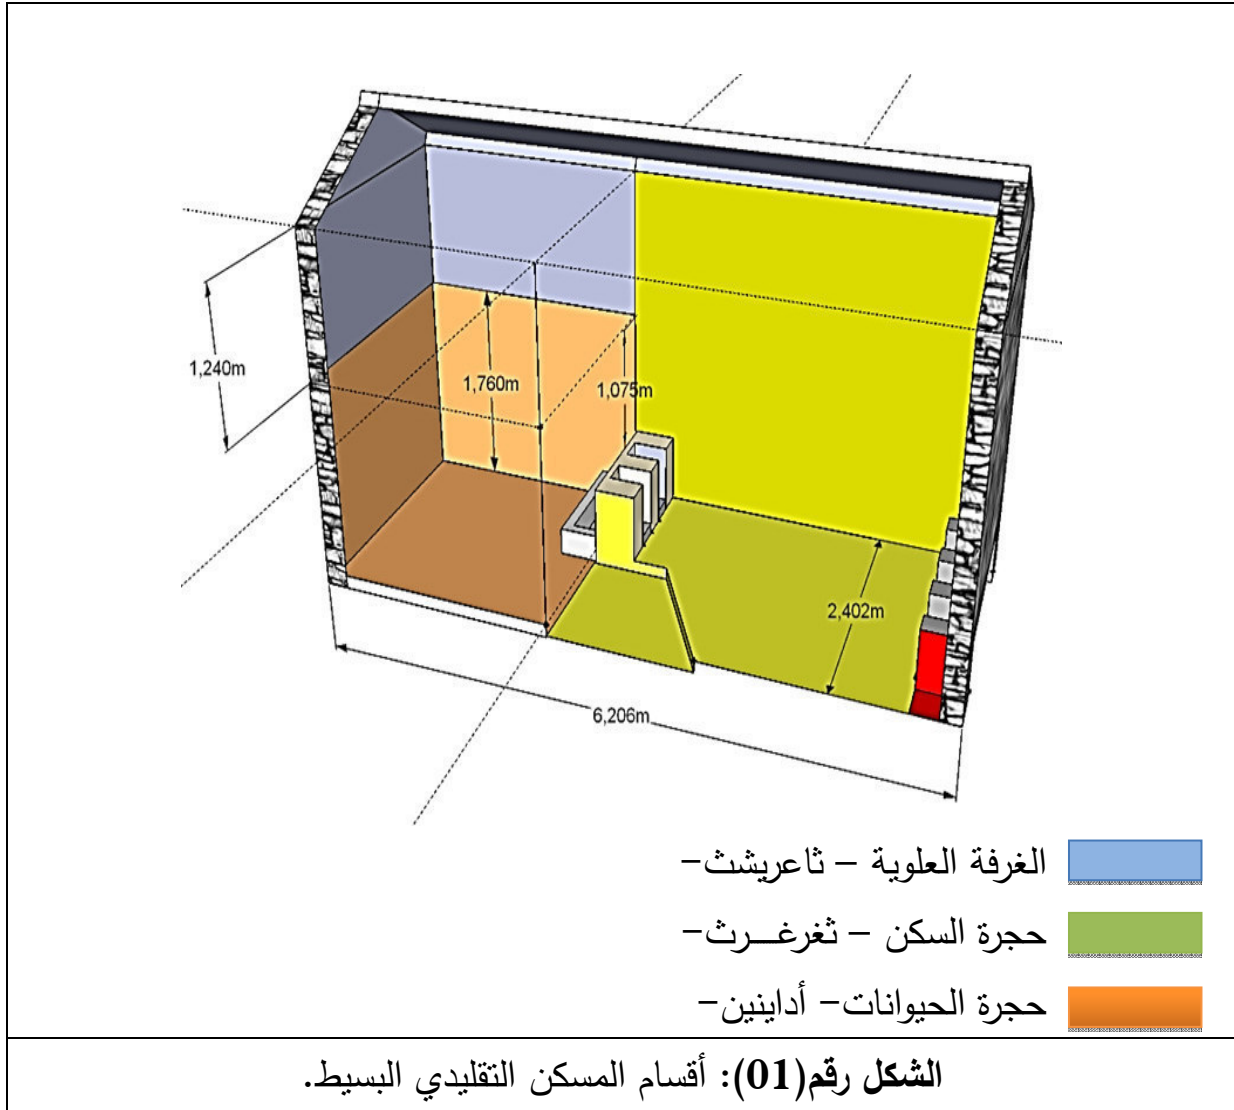 1,240m
1,760m
1,075m
2,402m
6,206m
الغرفة العلوية – ثاعريشث-
حجرة السكن – ثغرغـــرث-
حجرة الحيوانات- أداينين-
الشكل رقم(01): أقسام المسكن التقليدي البسيط.